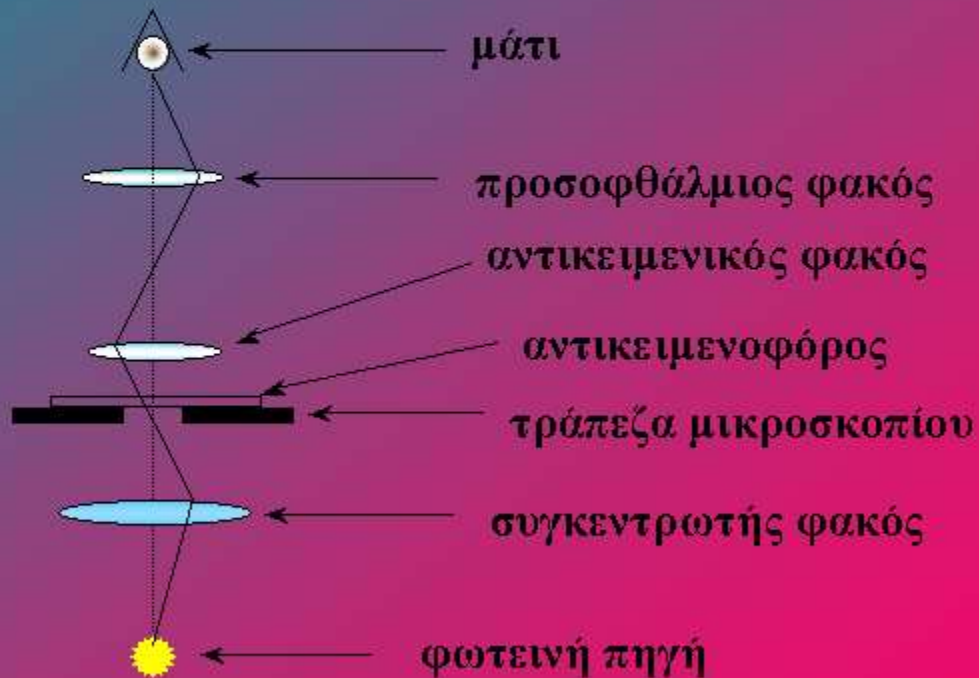 μάτι
προσοφθάλμιος φακός
αντικειμενικός φακός
αντικειμενοφόρος
τράπεζα μικροσκοπίου
συγκεντρωτής φακός
φωτεινή πηγή